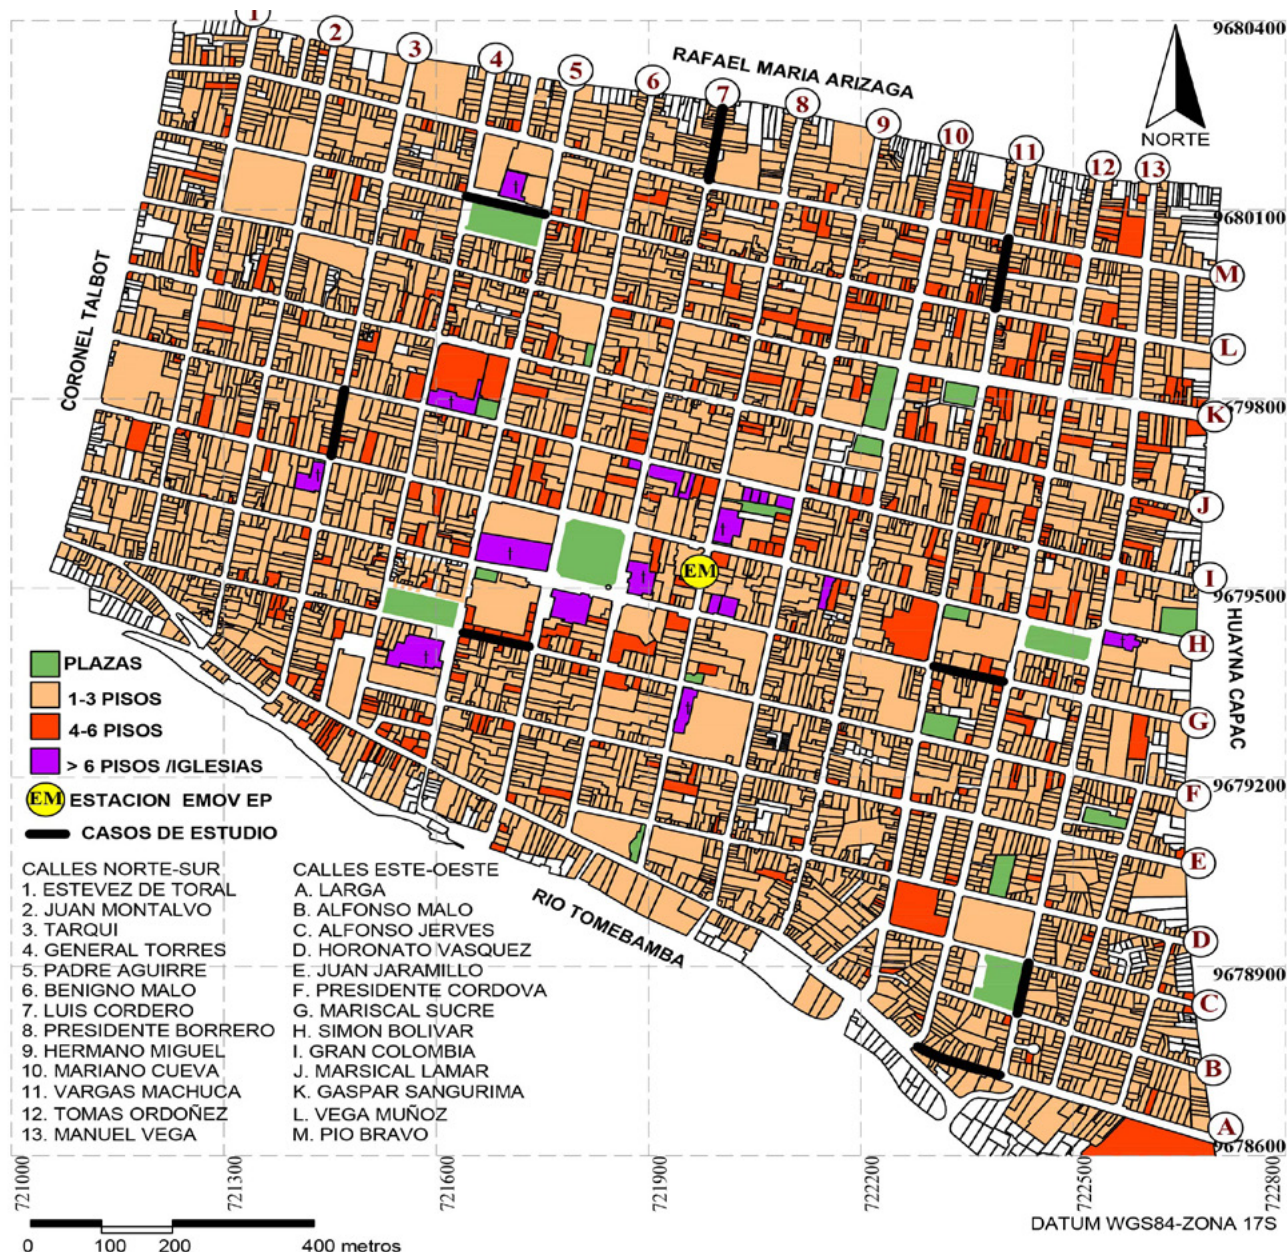 1
2
3
4
5
6
7
8
9
10
11
12
13
RAFAEL MARIA ARIZAGA
9680400
NORTE
9680100
M
L
CORONEL TALBOT
9679800
K
J
I
EM
9679500
H
HUAYNA CAPAC
G
PLAZAS
1-3 PISOS
4-6 PISOS
> 6 PISOS /IGLESIAS
EM ESTACION EMOV EP
CASOS DE ESTUDIO
9679200
F
E
RIO TOMEBAMBA
D
9678900
C
B
A
9678600
CALLES NORTE-SUR
1. ESTEVEZ DE TORAL
2. JUAN MONTALVO
3. TARQUI
4. GENERAL TORRES
5. PADRE AGUIRRE
6. BENIGNO MALO
7. LUIS CORDERO
8. PRESIDENTE BORRERO
9. HERMANO MIGUEL
10. MARIANO CUEVA
11. VARGAS MACHUCA
12. TOMAS ORDOÑEZ
13. MANUEL VEGA
CALLES ESTE-OESTE
A. LARGA
B. ALFONSO MALO
C. ALFONSO JERVES
D. HORONATO VASQUEZ
E. JUAN JARAMILLO
F. PRESIDENTE CORDOVA
G. MARISCAL SUCRE
H. SIMON BOLIVAR
I. GRAN COLOMBIA
J. MARSICAL LAMAR
K. GASPAR SANGURIMA
L. VEGA MUÑOZ
M. PIO BRAVO
721000
721300
721600
721900
722200
722500
722800
DATUM WGS84-ZONA 17S
0 100 200 400 metros